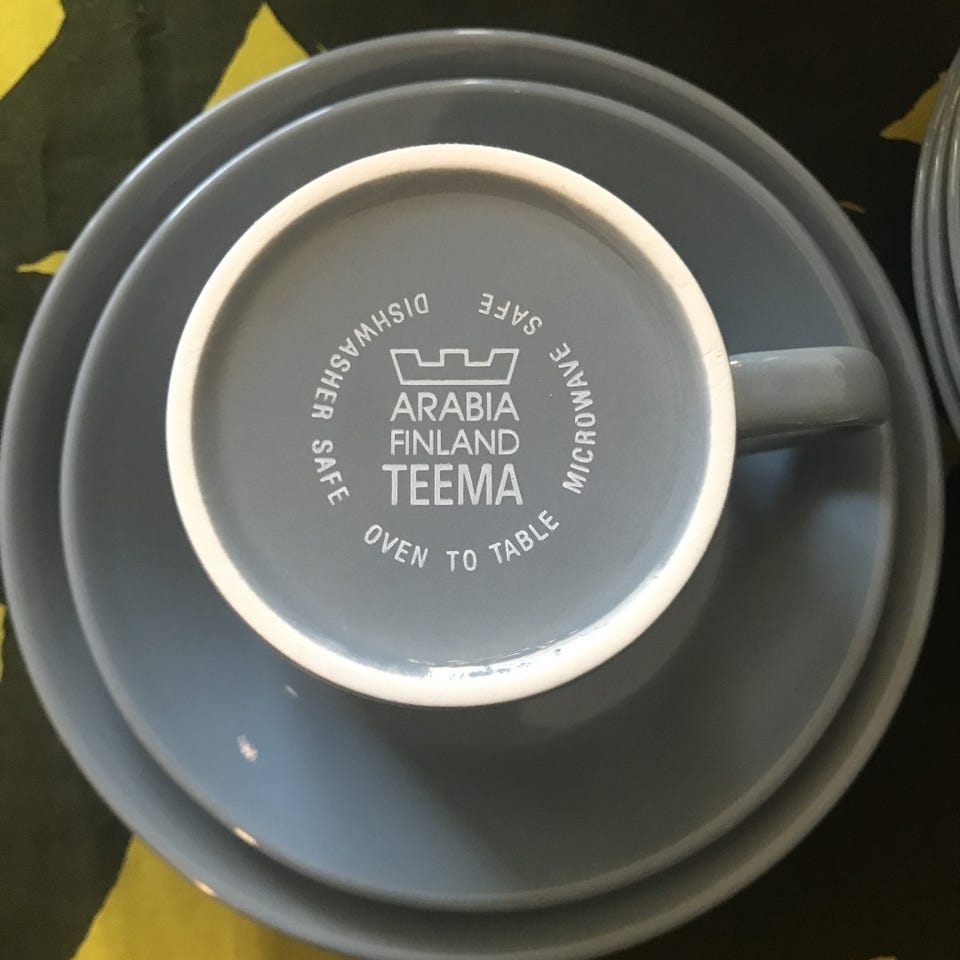 ARABIA
FINLAND
TEEMA
DISHWASHER SAFE OVEN TO TABLE MICROWAVE SAFE